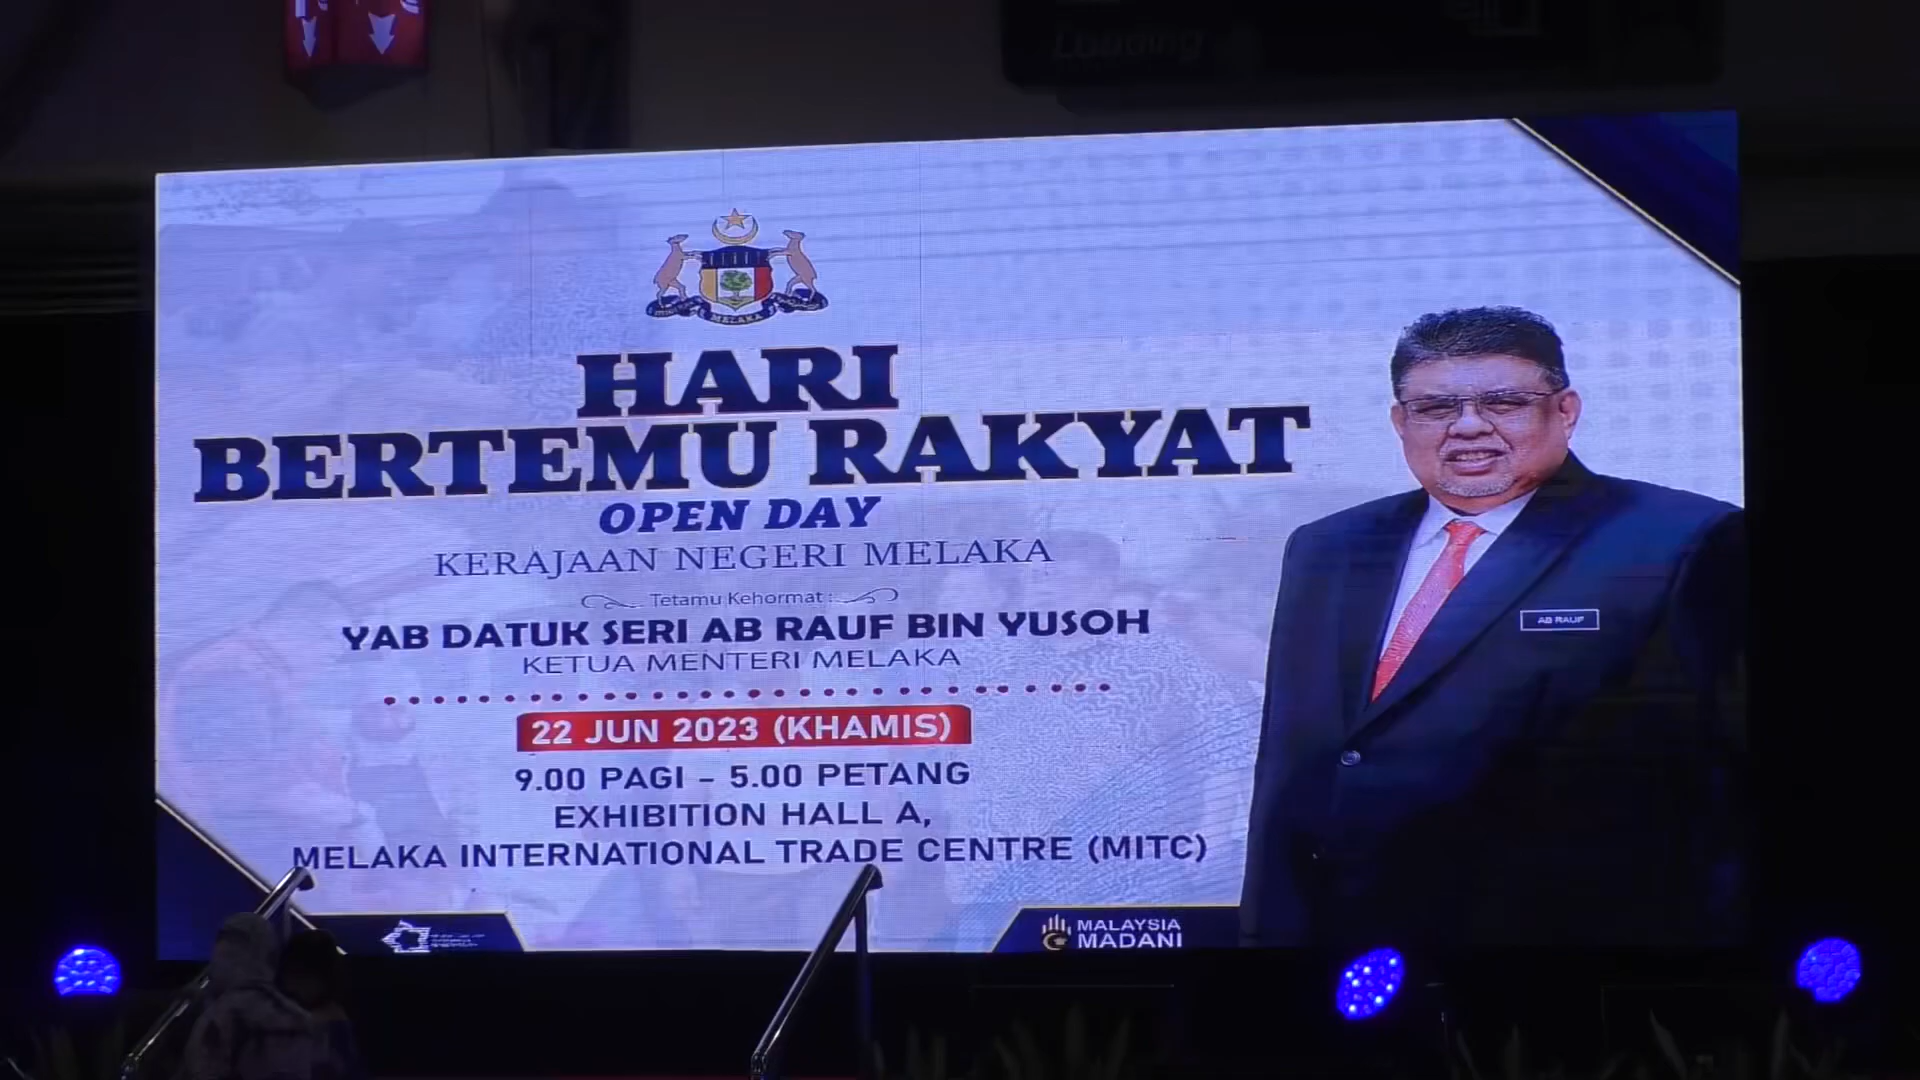 Loading
MELAKA
HARI
BERTEMU RAKYAT
OPEN DAY
KERAJAAN NEGERI MELAKA
Tetamu Kehormat :
YAB DATUK SERI AB RAUF BIN YUSOH
KETUA MENTERI MELAKA
AB RAUF
22 JUN 2023 (KHAMIS)
9.00 PAGI – 5.00 PETANG
EXHIBITION HALL A,
MELAKA INTERNATIONAL TRADE CENTRE (MITC)
MALAYSIA
MADANI